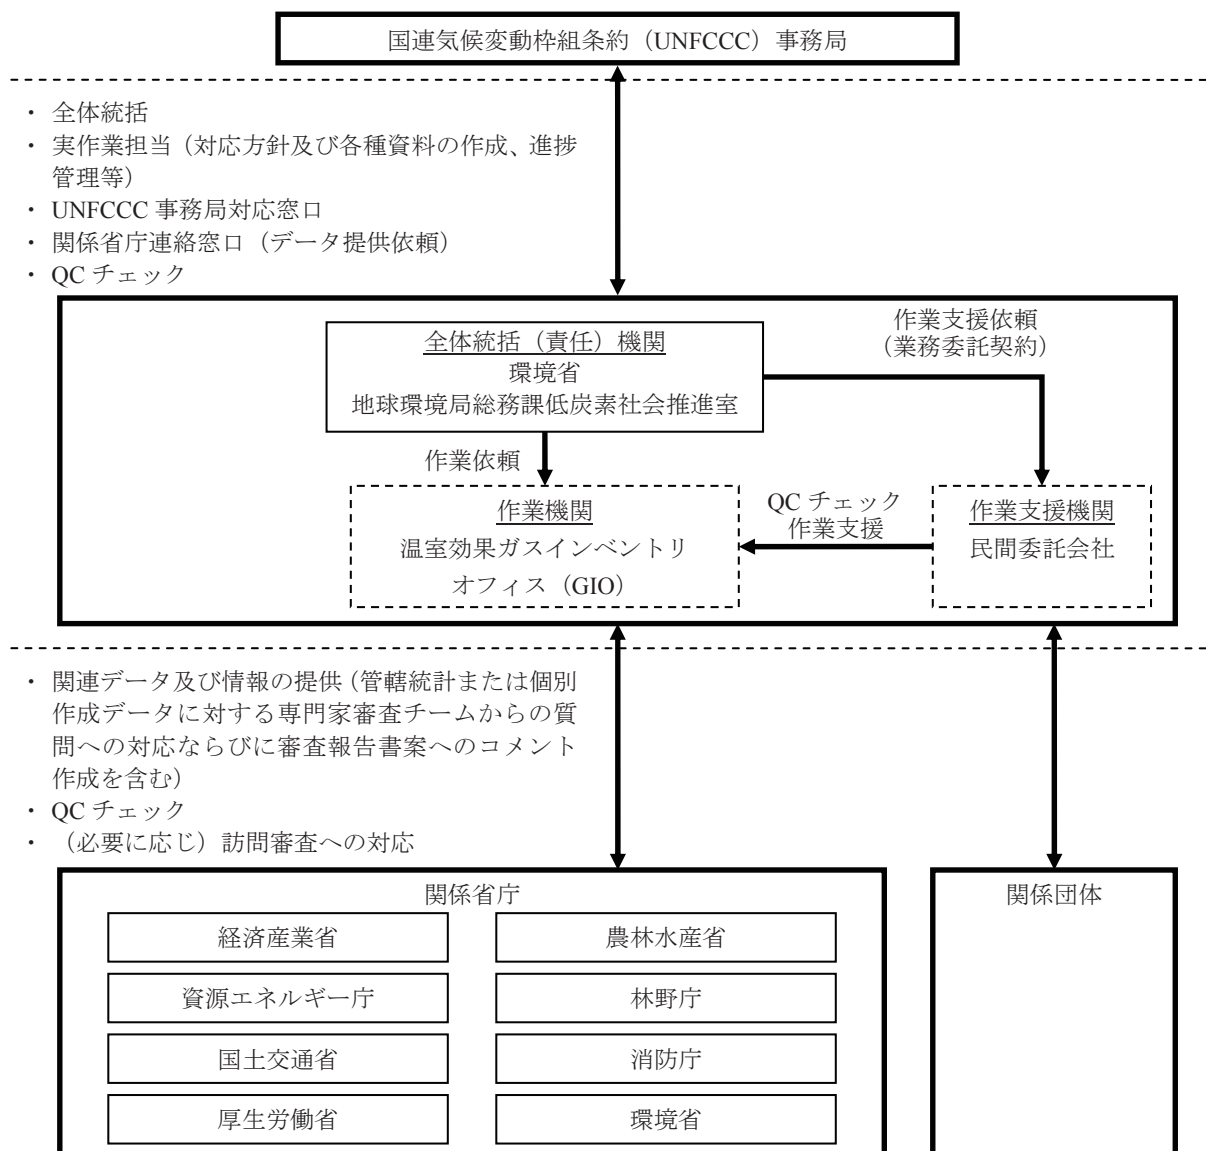 国連気候変動枠組条約（UNFCCC）事務局
・ 全体統括
・ 実作業担当（対応方針及び各種資料の作成、進捗
管理等）
・ UNFCCC 事務局対応窓口
・ 関係省庁連絡窓口（データ提供依頼）
・ QC チェック
全体統括（責任）機関
環境省
地球環境局総務課低炭素社会推進室
作業支援依頼
（業務委託契約）
作業依頼
作業機関
温室効果ガスインベントリ
オフィス（GIO）
QC チェック
作業支援
作業支援機関
民間委託会社
・ 関連データ及び情報の提供（管轄統計または個別
作成データに対する専門家審査チームからの質
問への対応ならびに審査報告書案へのコメント
作成を含む）
・ QC チェック
・ （必要に応じ）訪問審査への対応
関係省庁
経済産業省
農林水産省
資源エネルギー庁
林野庁
国土交通省
消防庁
厚生労働省
環境省
関係団体